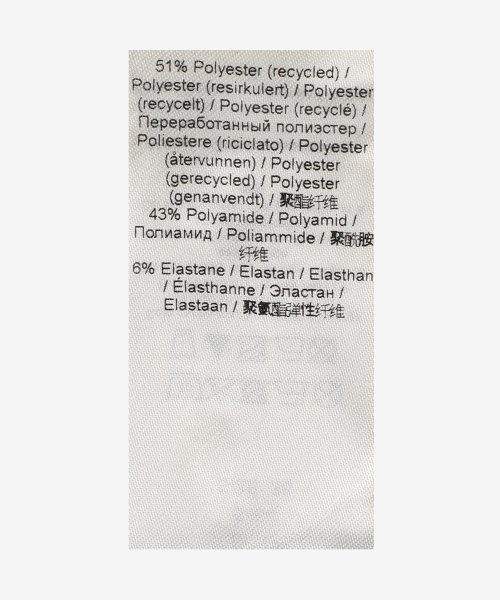 51% Polyester (recycled) /
Polyester (resirkulert) / Polyester
(recycelt) / Polyester (recyclé) /
Переработанный полиэстер /
Poliestere (riciclato) / Polyester
(återvunnen) / Polyester
(gerecycled) / Polyester
(genanvendt) / 聚酯纤维
43% Polyamide / Polyamid /
Полиамид / Poliammide / 聚酰胺
纤维
6% Elastane / Elastan / Elasthan
/ Élasthanne / Эластан /
Elastaan / 聚氨酯弹性纤维